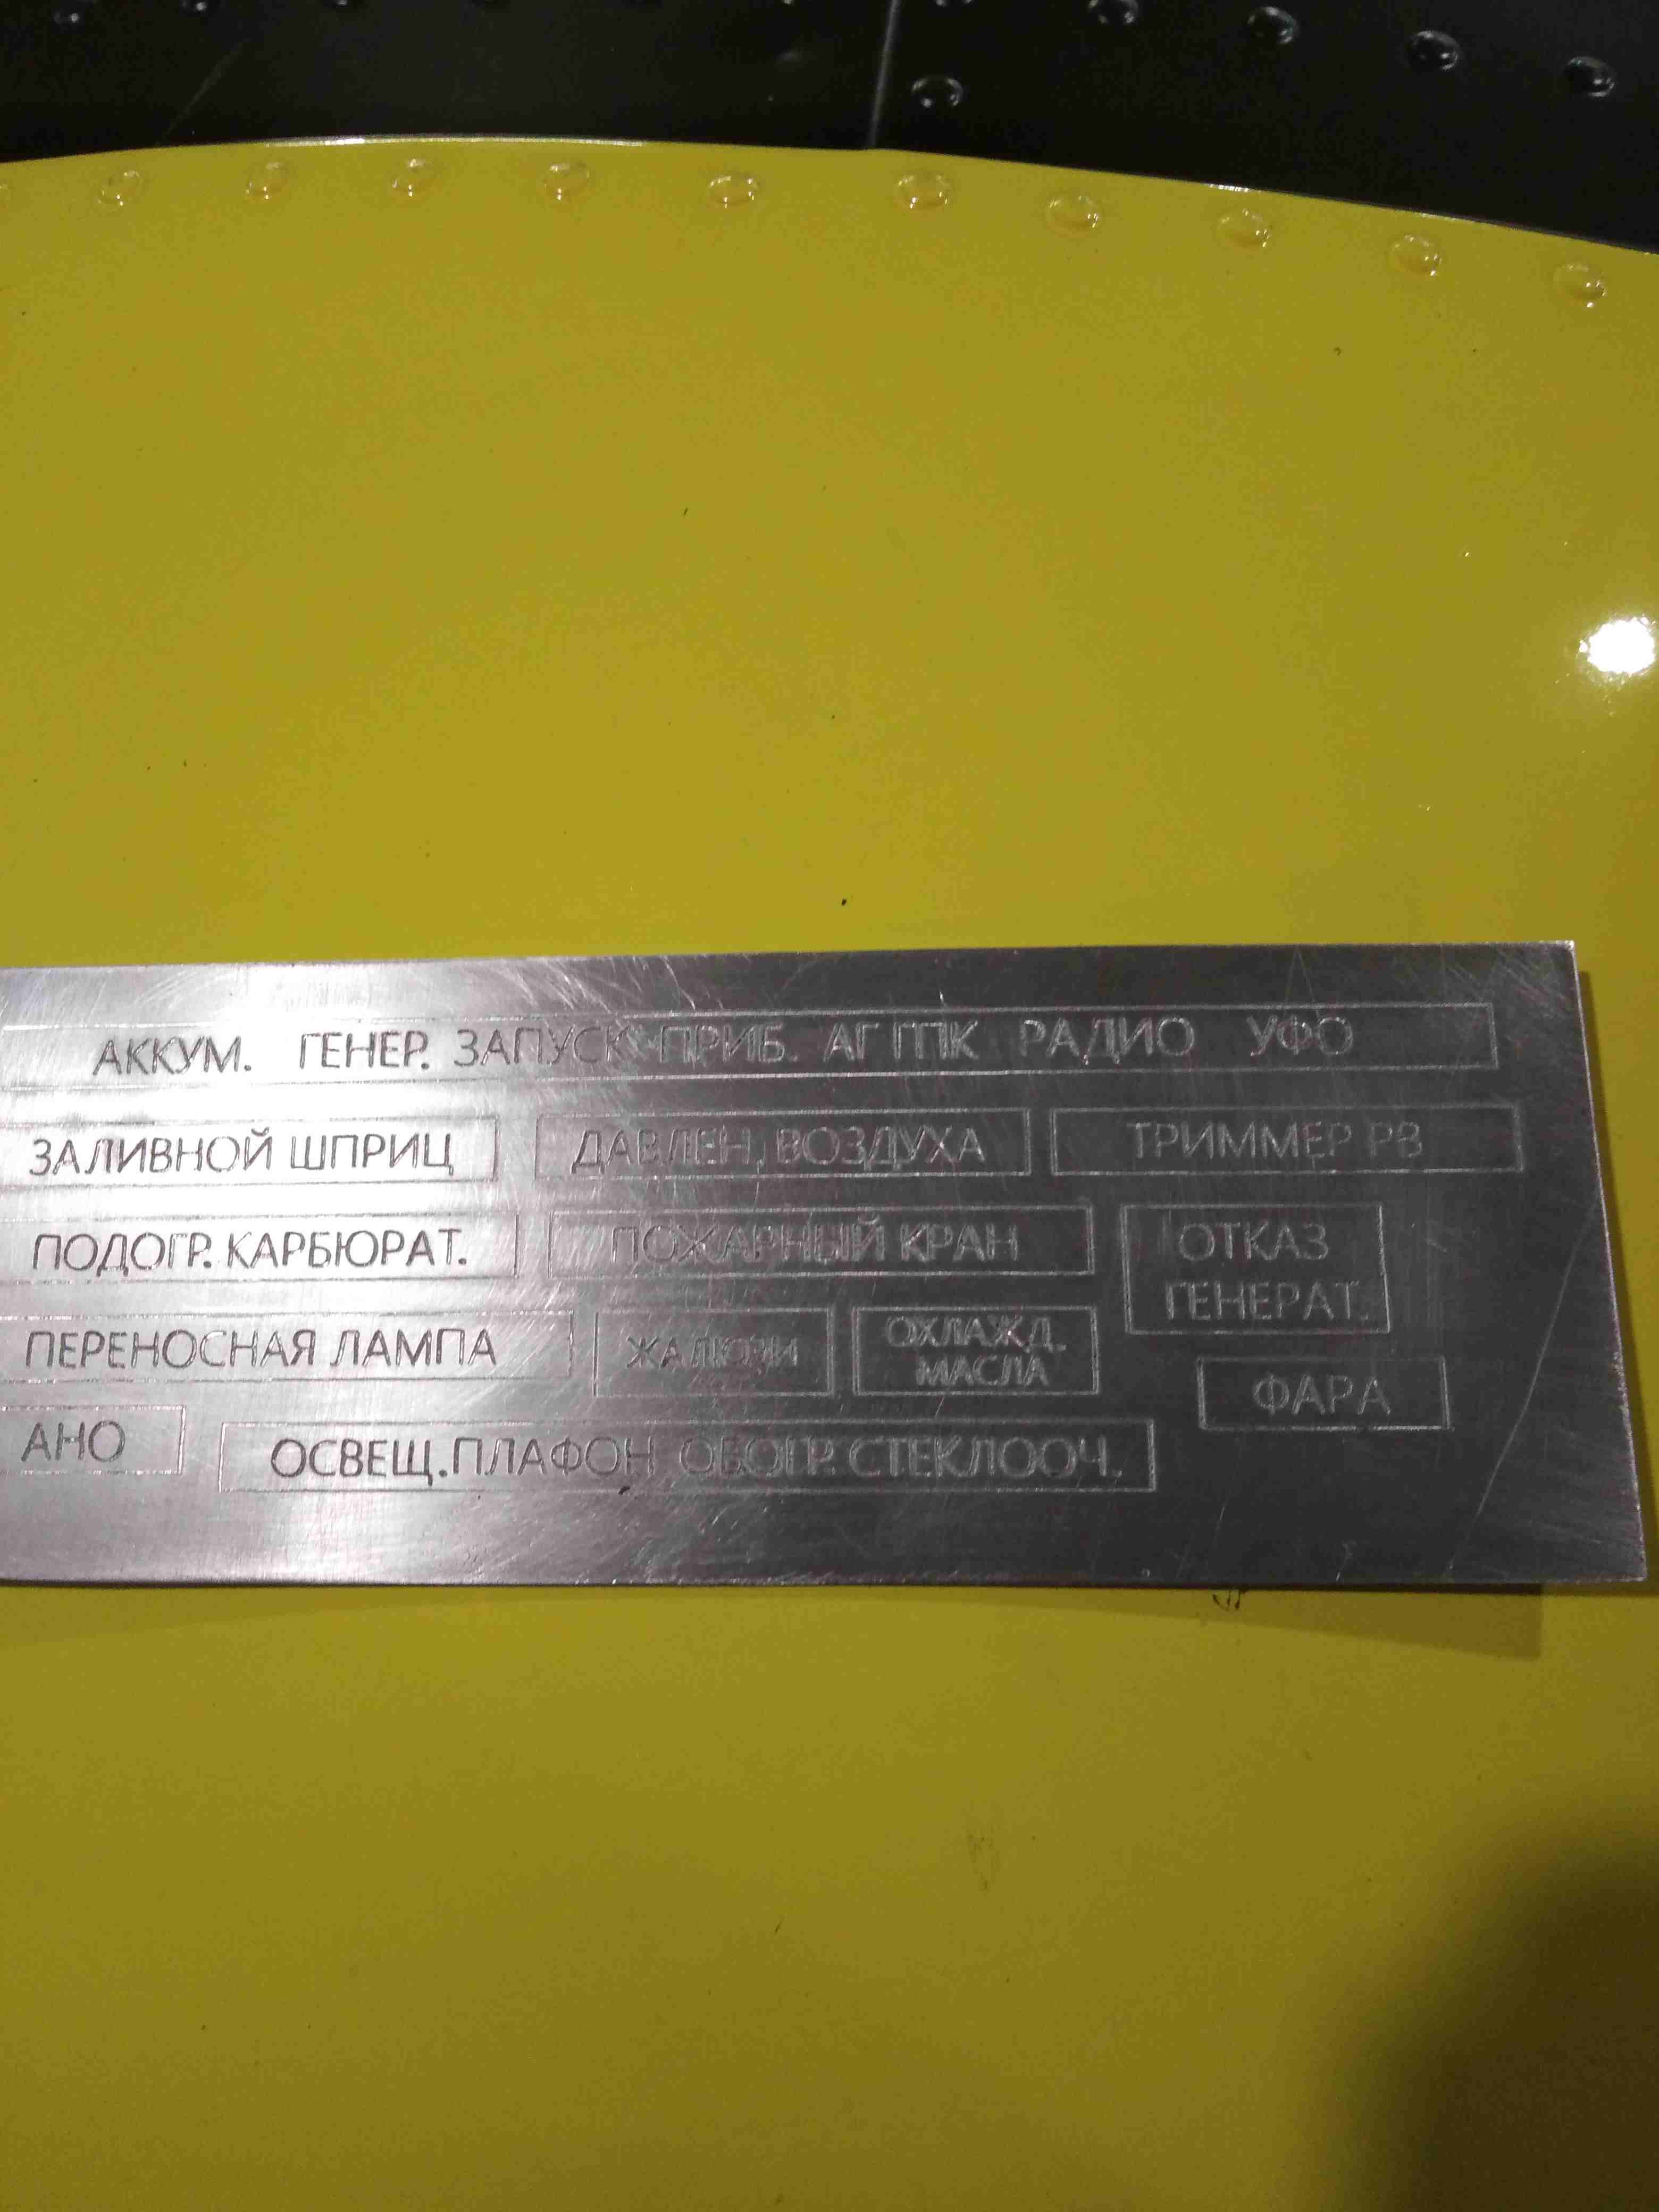 АККУМ. ГЕНЕР. ЗАПУСК ПРИБ. АГ ГПК РАДИО УФО
ЗАЛИВНОЙ ШПРИЦ ДАВЛЕН. ВОЗДУХА ТРИММЕР РВ
ПОДОГР. КАРБЮРАТ. ПОЖАРНЫЙ КРАН ОТКАЗ
ГЕНЕРАТ.
ПЕРЕНОСНАЯ ЛАМПА ЖАЛЮЗИ ОХЛАЖД.
МАСЛА
ФАРА
АНО ОСВЕЩ. ПЛАФОН ОБОГР. СТЕКЛООЧ.